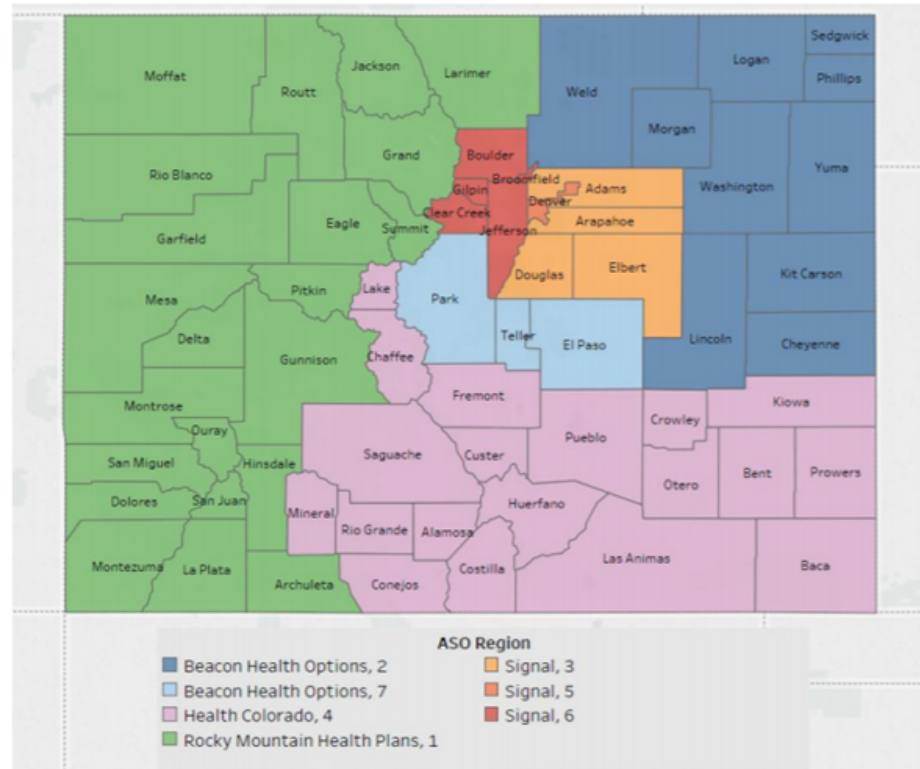 Sedgwick
Logan
Jackson
Larimer
Moffat
Phillips
Routt
Weld
Morgan
Boulder
Grand
Yuma
Rio Blanco
Broomfield
Washington
Gilpin
Adams
Denver
Clear Creek
Eagle
Arapahoe
Summit
Jefferson
Garfield
Douglas
Elbert
Kit Carson
Lake
Pitkin
Mesa
Park
Teller
Delta
Lincoln
El Paso
Cheyenne
Chaffee
Gunnison
Fremont
Kiowa
Montrose
Crowley
Ouray
Pueblo
Saguache
Custer
San Miguel
Hinsdale
Bent
Prowers
Otero
Dolores
San Juan
Huerfano
Mineral
Rio Grande
Alamosa
Las Animas
Montezuma
La Plata
Costilla
Baca
Archuleta
Conejos
ASO Region
Beacon Health Options, 2
Beacon Health Options, 7
Health Colorado, 4
Rocky Mountain Health Plans, 1
Signal, 3
Signal, 5
Signal, 6